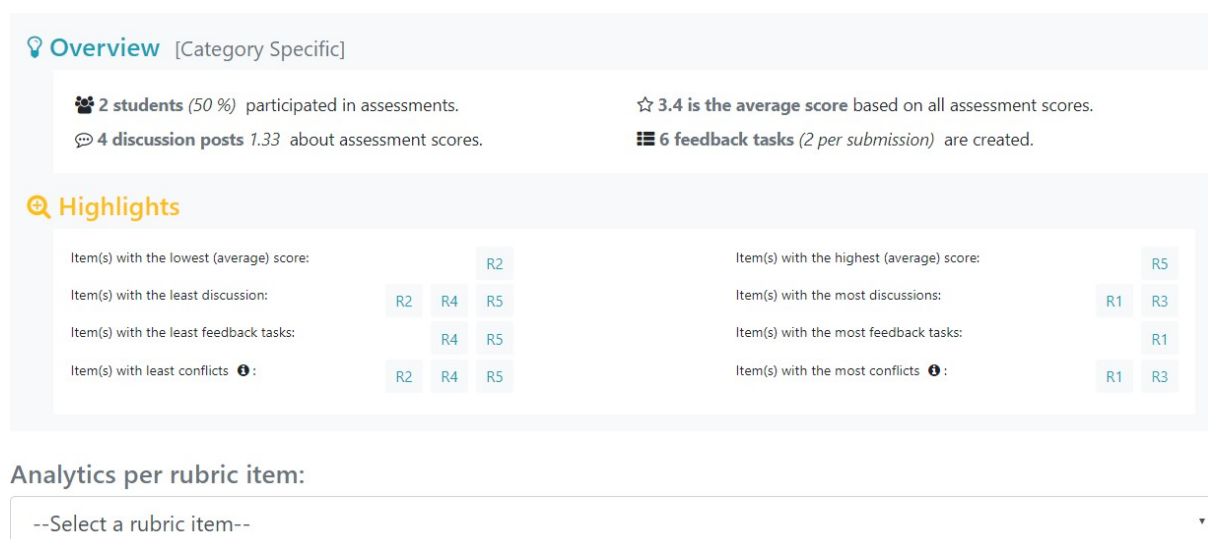 Overview [Category Specific]
2 students (50 %) participated in assessments.
3.4 is the average score based on all assessment scores.
4 discussion posts 1.33 about assessment scores.
6 feedback tasks (2 per submission) are created.
Highlights
Item(s) with the lowest (average) score: R2
Item(s) with the highest (average) score: R5
Item(s) with the least discussion: R2 R4 R5
Item(s) with the most discussions: R1 R3
Item(s) with the least feedback tasks: R4 R5
Item(s) with the most feedback tasks: R1
Item(s) with least conflicts : R2 R4 R5
Item(s) with the most conflicts : R1 R3
Analytics per rubric item:
--Select a rubric item--